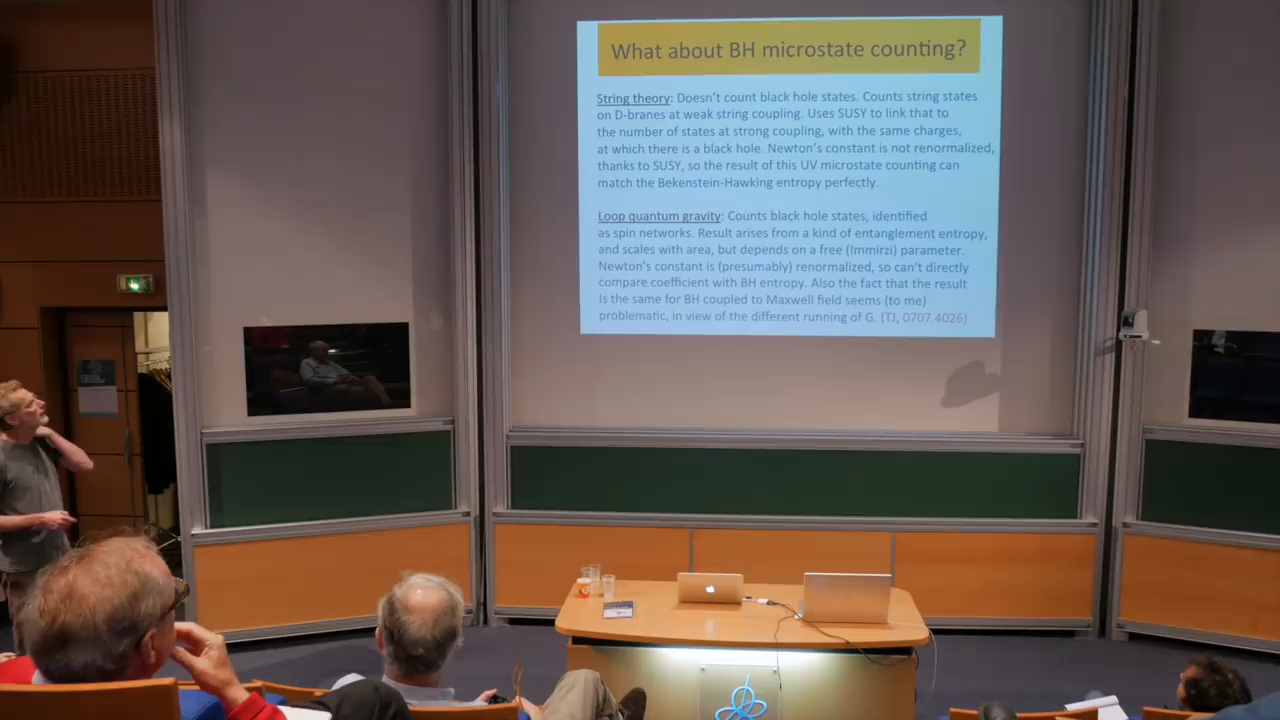 What about BH microstate counting?
String theory: Doesn't count black hole states. Counts string states
on D-branes at weak string coupling. Uses SUSY to link that to
the number of states at strong coupling, with the same charges,
at which there is a black hole. Newton's constant is not renormalized,
thanks to SUSY, so the result of this UV microstate counting can
match the Bekenstein-Hawking entropy perfectly.
Loop quantum gravity: Counts black hole states, identified
as spin networks. Result arises from a kind of entanglement entropy,
and scales with area, but depends on a free (Immirzi) parameter.
Newton's constant is (presumably) renormalized, so can't directly
compare coefficient with BH entropy. Also the fact that the result
Is the same for BH coupled to Maxwell field seems (to me)
problematic, in view of the different running of G. (TJ, 0707.4026)